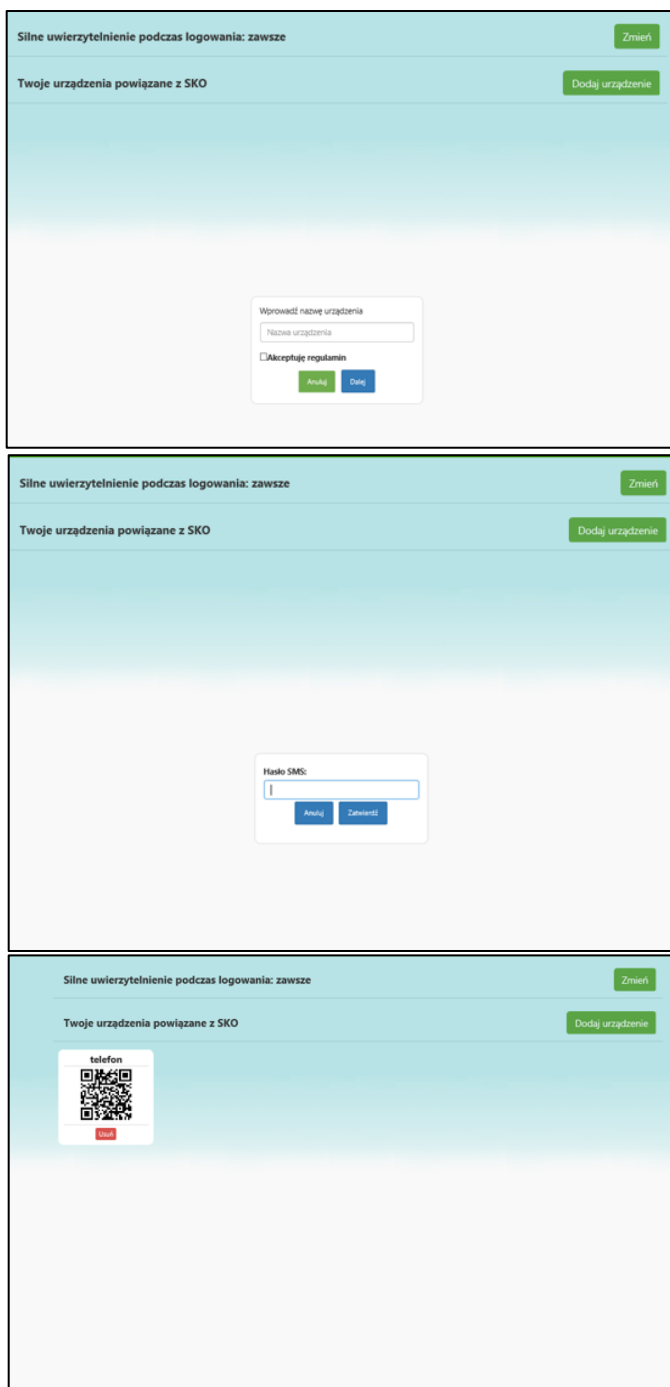 Silne uwierzytelnienie podczas logowania: zawsze Zmień
Twoje urządzenia powiązane z SKO Dodaj urządzenie
Wprowadź nazwę urządzenia
Nazwa urządzenia
Akceptuję regulamin
Anuluj Dalej
Silne uwierzytelnienie podczas logowania: zawsze Zmień
Twoje urządzenia powiązane z SKO Dodaj urządzenie
Hasło SMS:
Anuluj Zatwierdź
Silne uwierzytelnienie podczas logowania: zawsze Zmień
Twoje urządzenia powiązane z SKO Dodaj urządzenie
telefon
Usuń